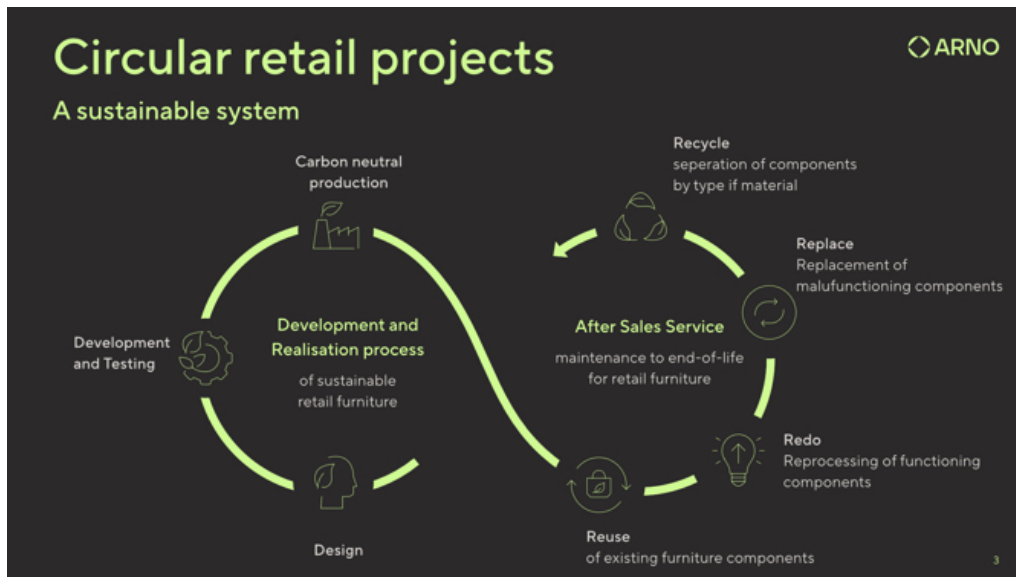 Circular retail projects
ARNO
A sustainable system
Carbon neutral
production
Development
and Testing
Development and
Realisation process
of sustainable
retail furniture
Design
Recycle
seperation of components
by type if material
Replace
Replacement of
malufunctioning components
After Sales Service
maintenance to end-of-life
for retail furniture
Redo
Reprocessing of functioning
components
Reuse
of existing furniture components
3